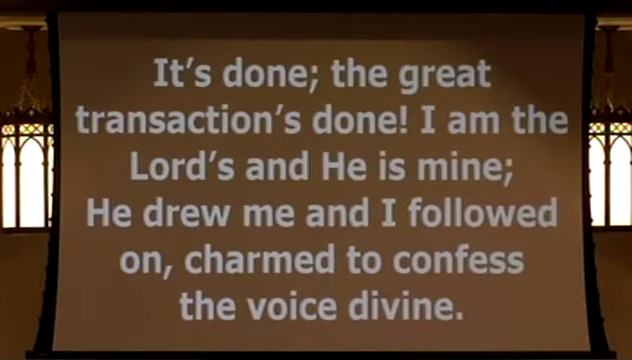 It's done; the great
transaction's done! I am the
Lord's and He is mine;
He drew me and I followed
on, charmed to confess
the voice divine.